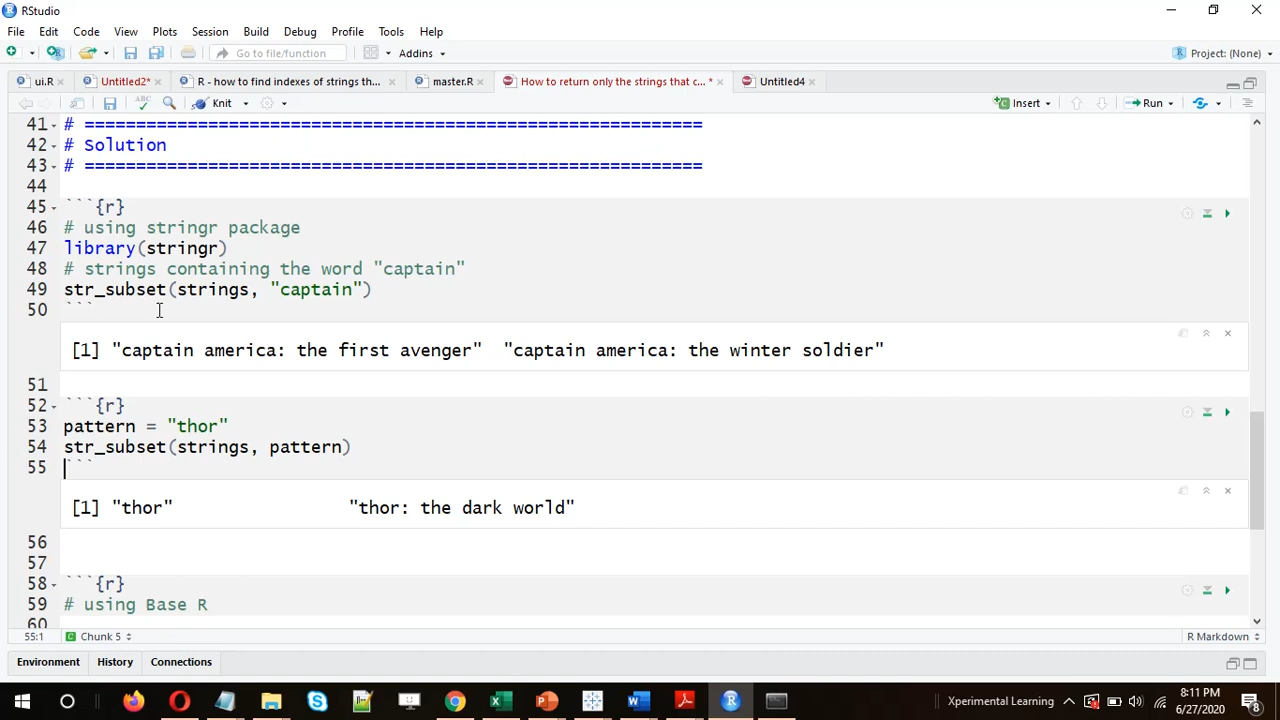 RStudio
File Edit Code View Plots Session Build Debug Profile Tools Help
Go to file/function Addins Project: (None)
ui.R Untitled2* R - how to find indexes of strings th... master.R How to return only the strings that c... * Untitled4
ABC Knit Insert Run
41 # ============================================================
42 # Solution
43 # ============================================================
44
45 ```{r}
46 # using stringr package
47 library(stringr)
48 # strings containing the word "captain"
49 str_subset(strings, "captain")
50 ```
[1] "captain america: the first avenger" "captain america: the winter soldier"
51
52 ```{r}
53 pattern = "thor"
54 str_subset(strings, pattern)
55 ```
[1] "thor" "thor: the dark world"
56
57
58 ```{r}
59 # using Base R
60
55:1 Chunk 5 R Markdown
Environment History Connections
Xperimental Learning 8:11 PM
6/27/2020 8